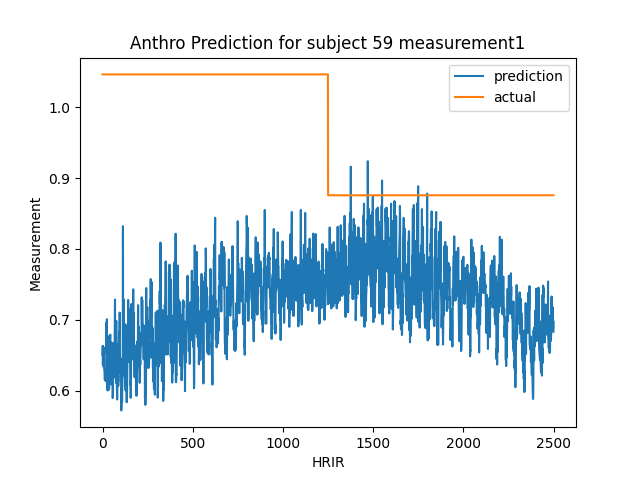 Anthro Prediction for subject 59 measurement1
prediction
actual
1.0
0.9
0.8
0.7
0.6
Measurement
0
500
1000
1500
2000
2500
HRIR